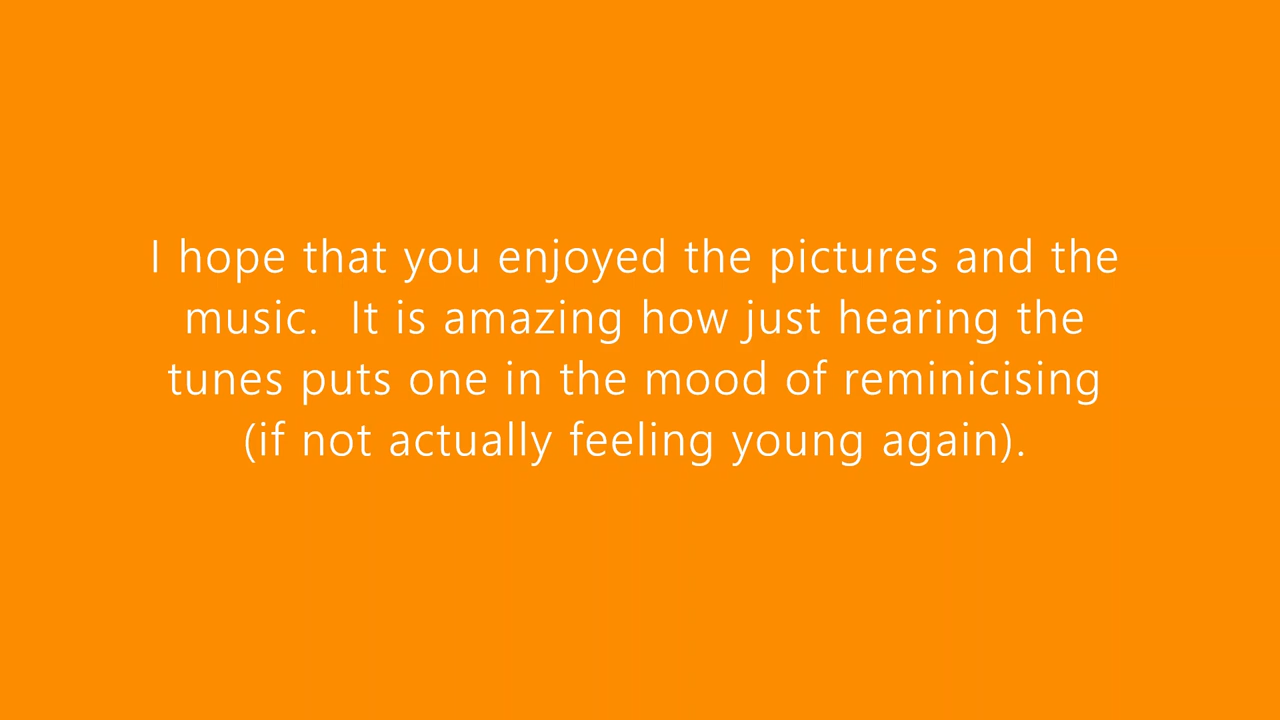 I hope that you enjoyed the pictures and the
music.  It is amazing how just hearing the
tunes puts one in the mood of reminicising
(if not actually feeling young again).